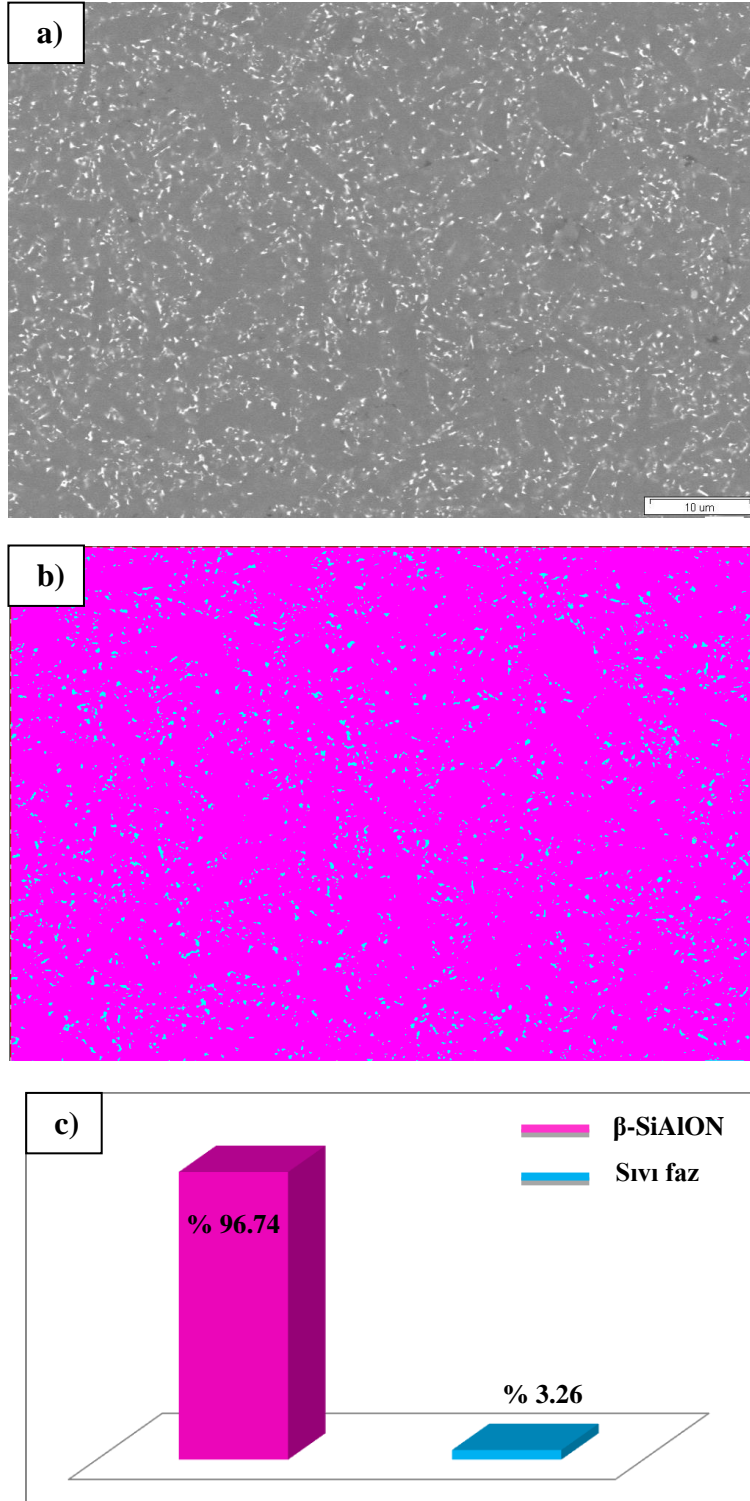 a)
10 um
b)
c)
β-SiAlON
Sıvı faz
% 96.74
% 3.26